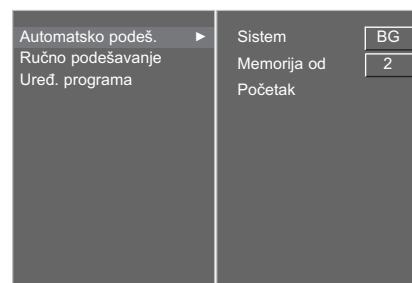 Automatsko podeš. ►
Ručno podešavanje
Uređ. programa
Sistem BG
Memorija od 2
Početak